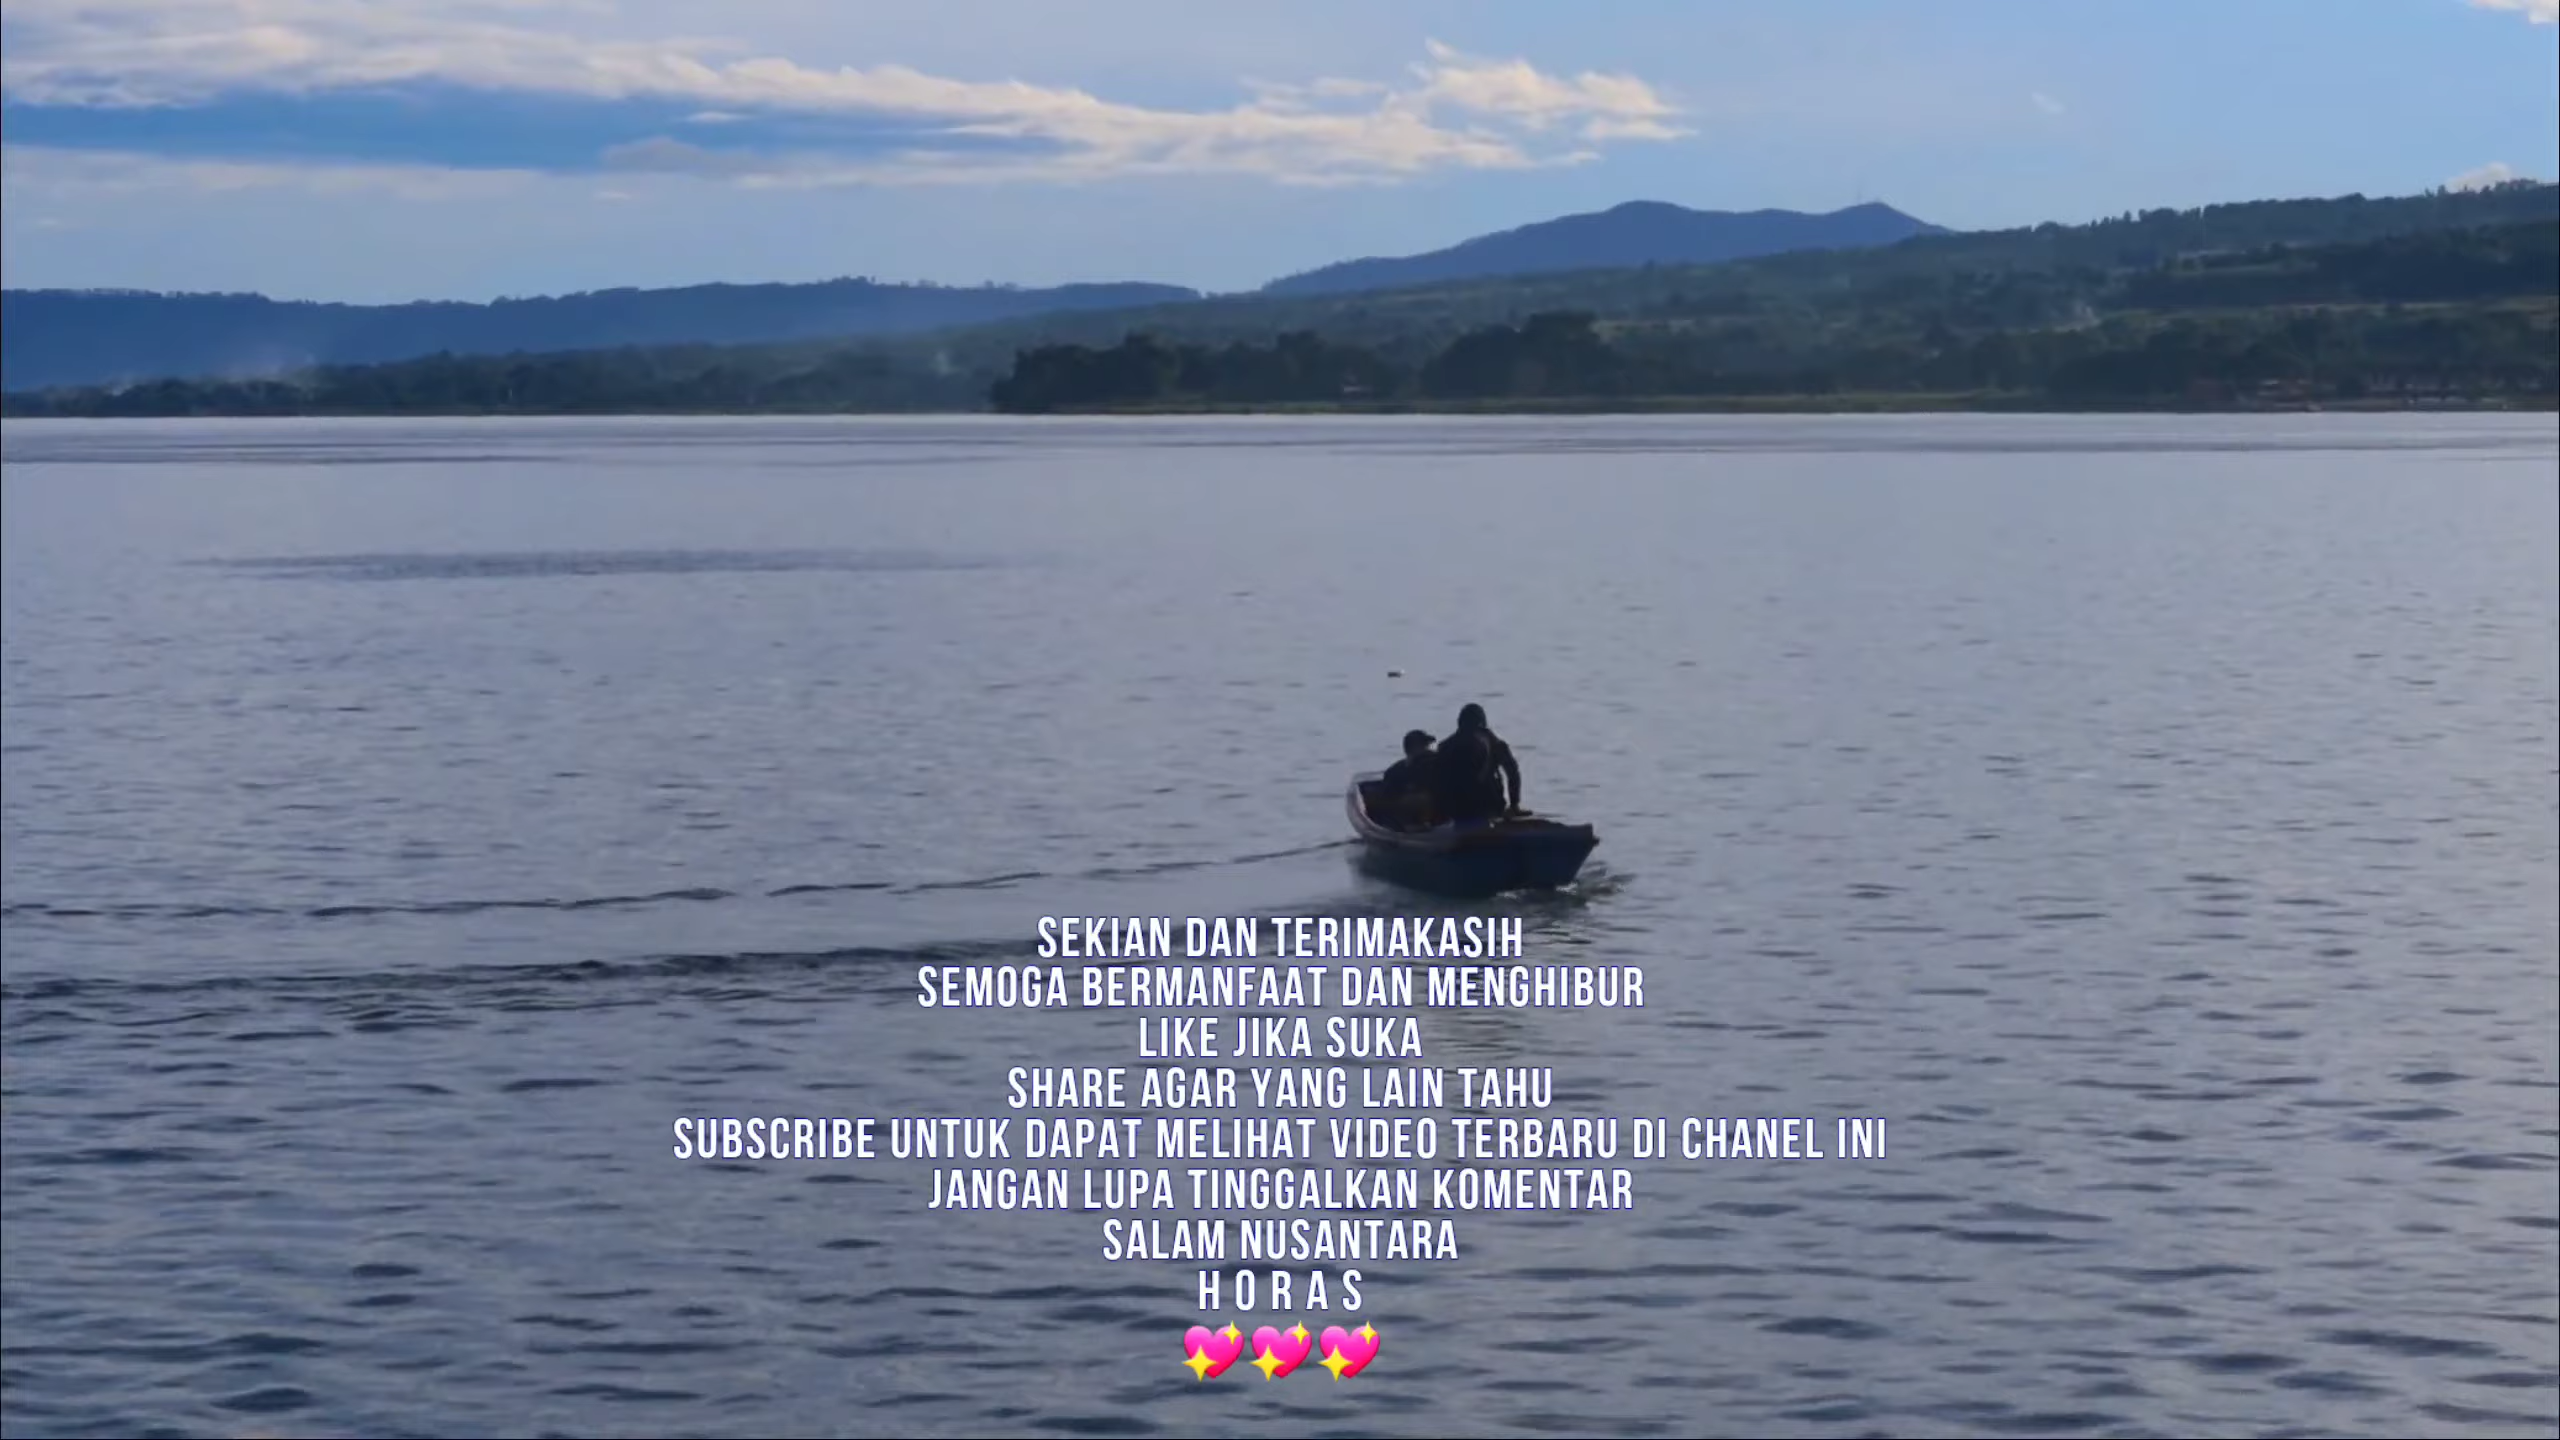 SEKIAN DAN TERIMAKASIH
SEMOGA BERMANFAAT DAN MENGHIBUR
LIKE JIKA SUKA
SHARE AGAR YANG LAIN TAHU
SUBSCRIBE UNTUK DAPAT MELIHAT VIDEO TERBARU DI CHANEL INI
JANGAN LUPA TINGGALKAN KOMENTAR
SALAM NUSANTARA
H O R A S
💖💖💖